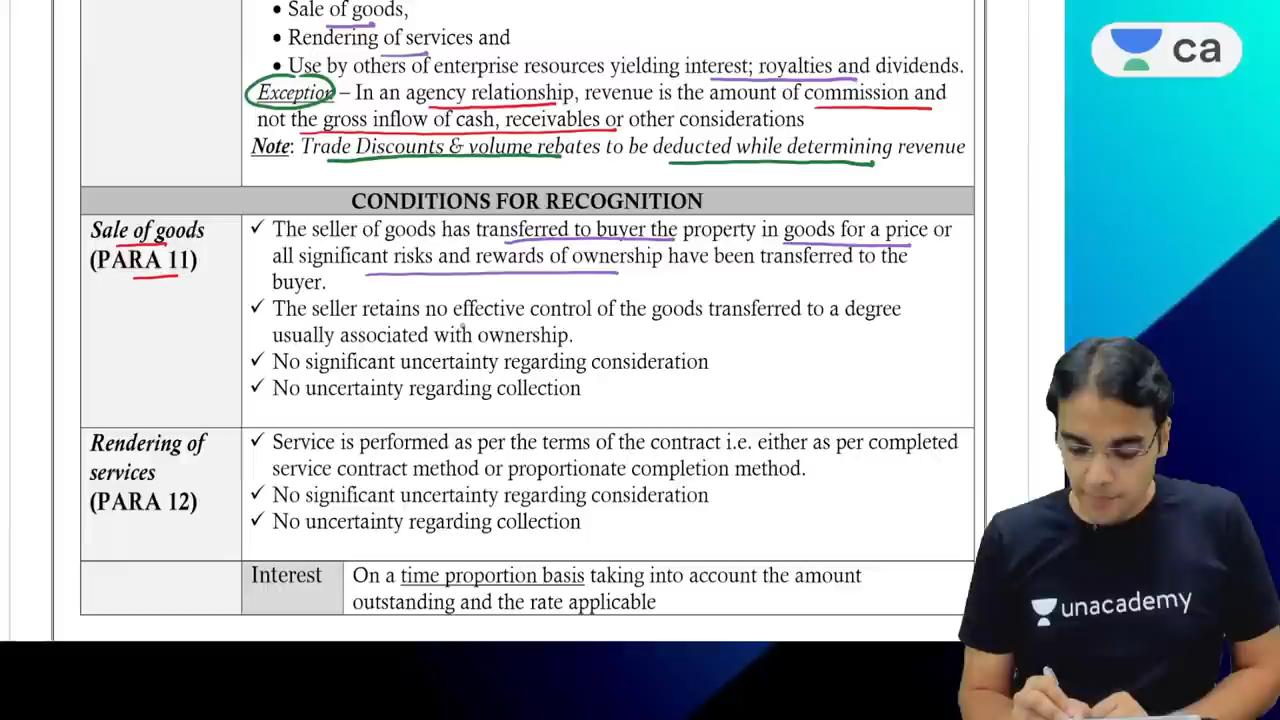 • Sale of goods,
• Rendering of services and
• Use by others of enterprise resources yielding interest; royalties and dividends.
Exception – In an agency relationship, revenue is the amount of commission and
not the gross inflow of cash, receivables or other considerations
Note: Trade Discounts & volume rebates to be deducted while determining revenue
CONDITIONS FOR RECOGNITION
Sale of goods
(PARA 11)
✓ The seller of goods has transferred to buyer the property in goods for a price or
all significant risks and rewards of ownership have been transferred to the
buyer.
✓ The seller retains no effective control of the goods transferred to a degree
usually associated with ownership.
✓ No significant uncertainty regarding consideration
✓ No uncertainty regarding collection
Rendering of
services
(PARA 12)
✓ Service is performed as per the terms of the contract i.e. either as per completed
service contract method or proportionate completion method.
✓ No significant uncertainty regarding consideration
✓ No uncertainty regarding collection
Interest
On a time proportion basis taking into account the amount
outstanding and the rate applicable
ca
unacademy